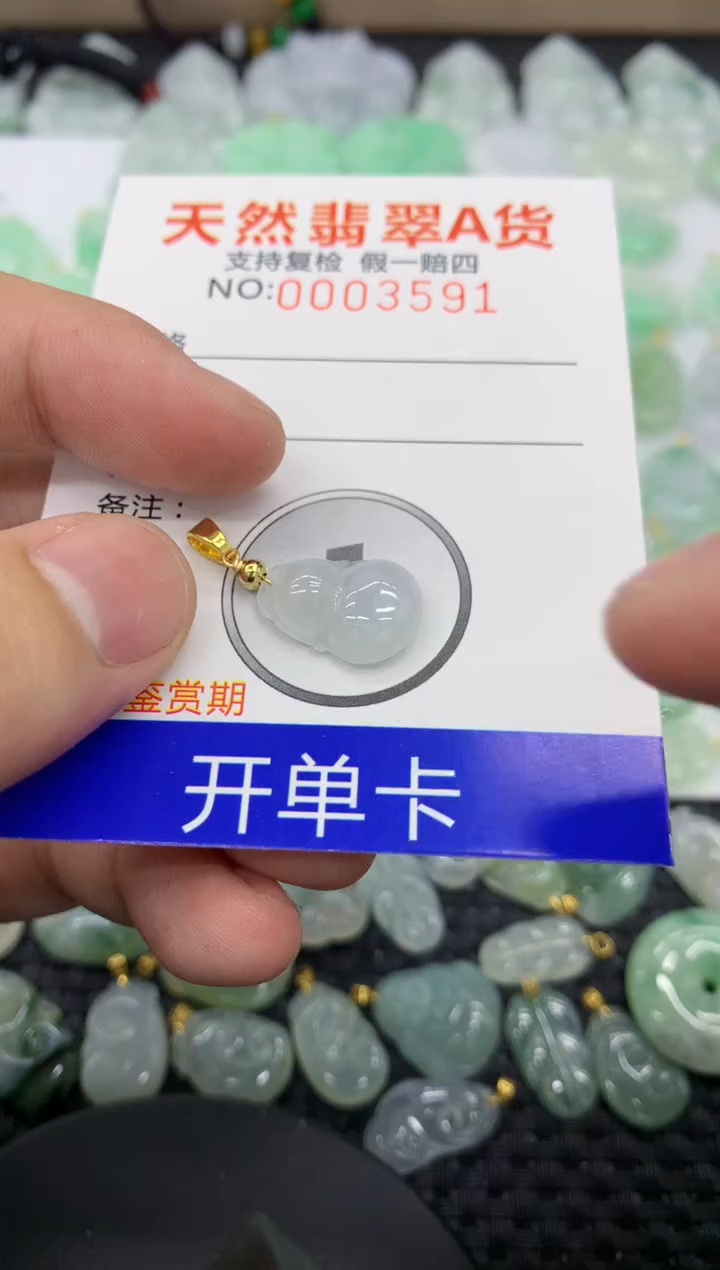 天然翡翠A货
支持复检 假一赔四
NO:0003591
格
备注：
鉴赏期
开单卡